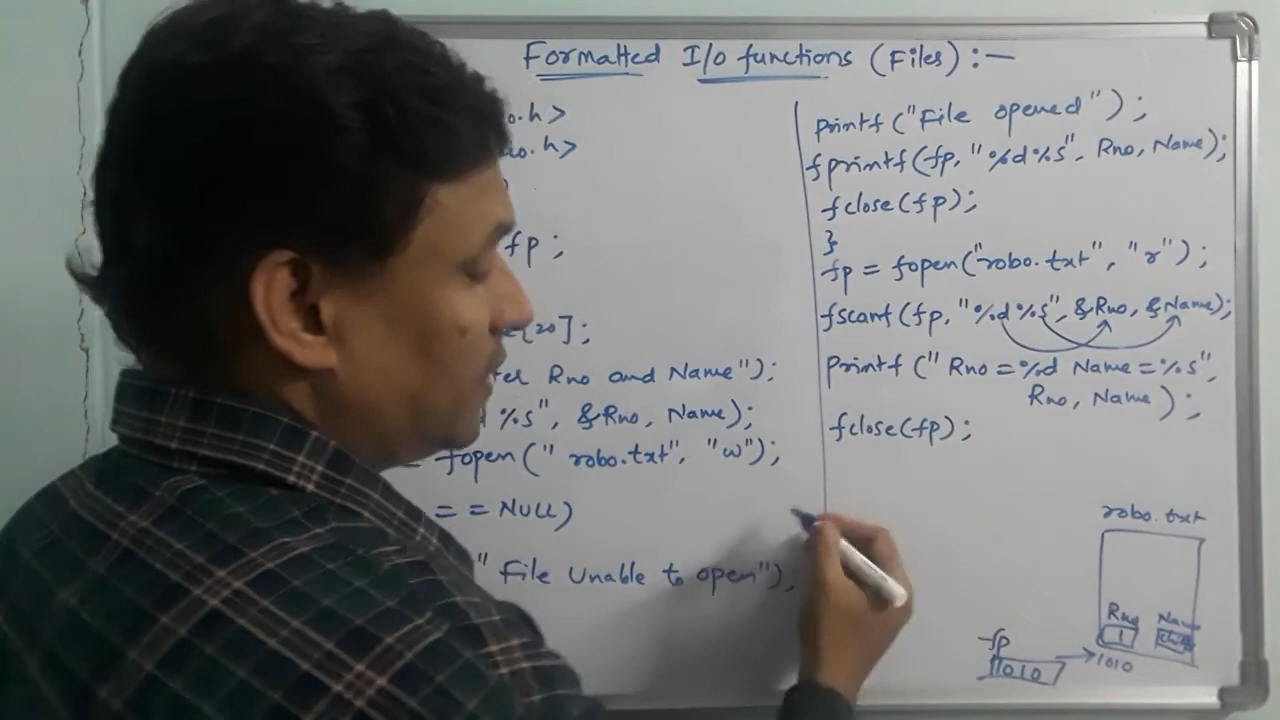 Formatted I/o functions (Files) :-
o.h>
io.h>
fp ;
[20];
ter Rno and Name");
d %s", &Rno, Name);
= fopen(" robo.txt", "w");
= = NULL)
" File Unable to open"),
printf ("File opened");
fprintf(fp, "%d%s", Rno, Name);
fclose(fp);
}
fp = fopen("robo.txt", "r");
fscanf (fp, "%d%s", &Rno, &Name);
printf (" Rno=%d Name=%s",
Rno, Name );
fclose(fp);
robo.txt
Rno
1
fp
1010
1010